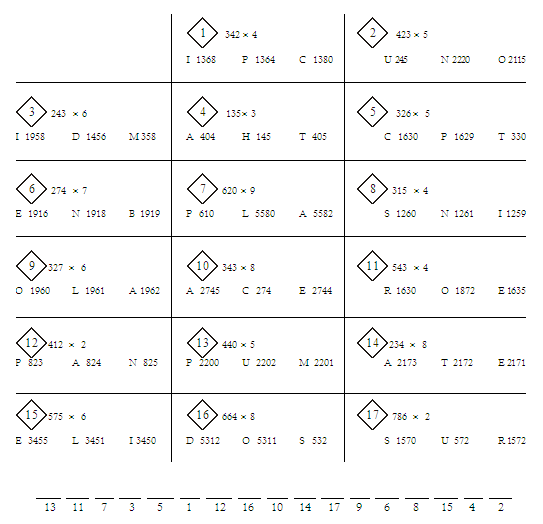 1 342 × 4 2 423 × 5
I 1368 P 1364 C 1380 U 245 N 2220 O 2115
3 243 × 6 4 135 × 3 5 326 × 5
I 1958 D 1456 M 358 A 404 H 145 T 405 C 1630 P 1629 T 330
6 274 × 7 7 620 × 9 8 315 × 4
E 1916 N 1918 B 1919 P 610 L 5580 A 5582 S 1260 N 1261 I 1259
9 327 × 6 10 343 × 8 11 543 × 4
O 1960 L 1961 A 1962 A 2745 C 274 E 2744 R 1630 O 1872 E 1635
12 412 × 2 13 440 × 5 14 234 × 8
P 823 A 824 N 825 P 2200 U 2202 M 2201 A 2173 T 2172 E 2171
15 575 × 6 16 664 × 8 17 786 × 2
E 3455 L 3451 I 3450 D 5312 O 5311 S 532 S 1570 U 572 R 1572
13 11 7 3 5 1 12 16 10 14 17 9 6 8 15 4 2